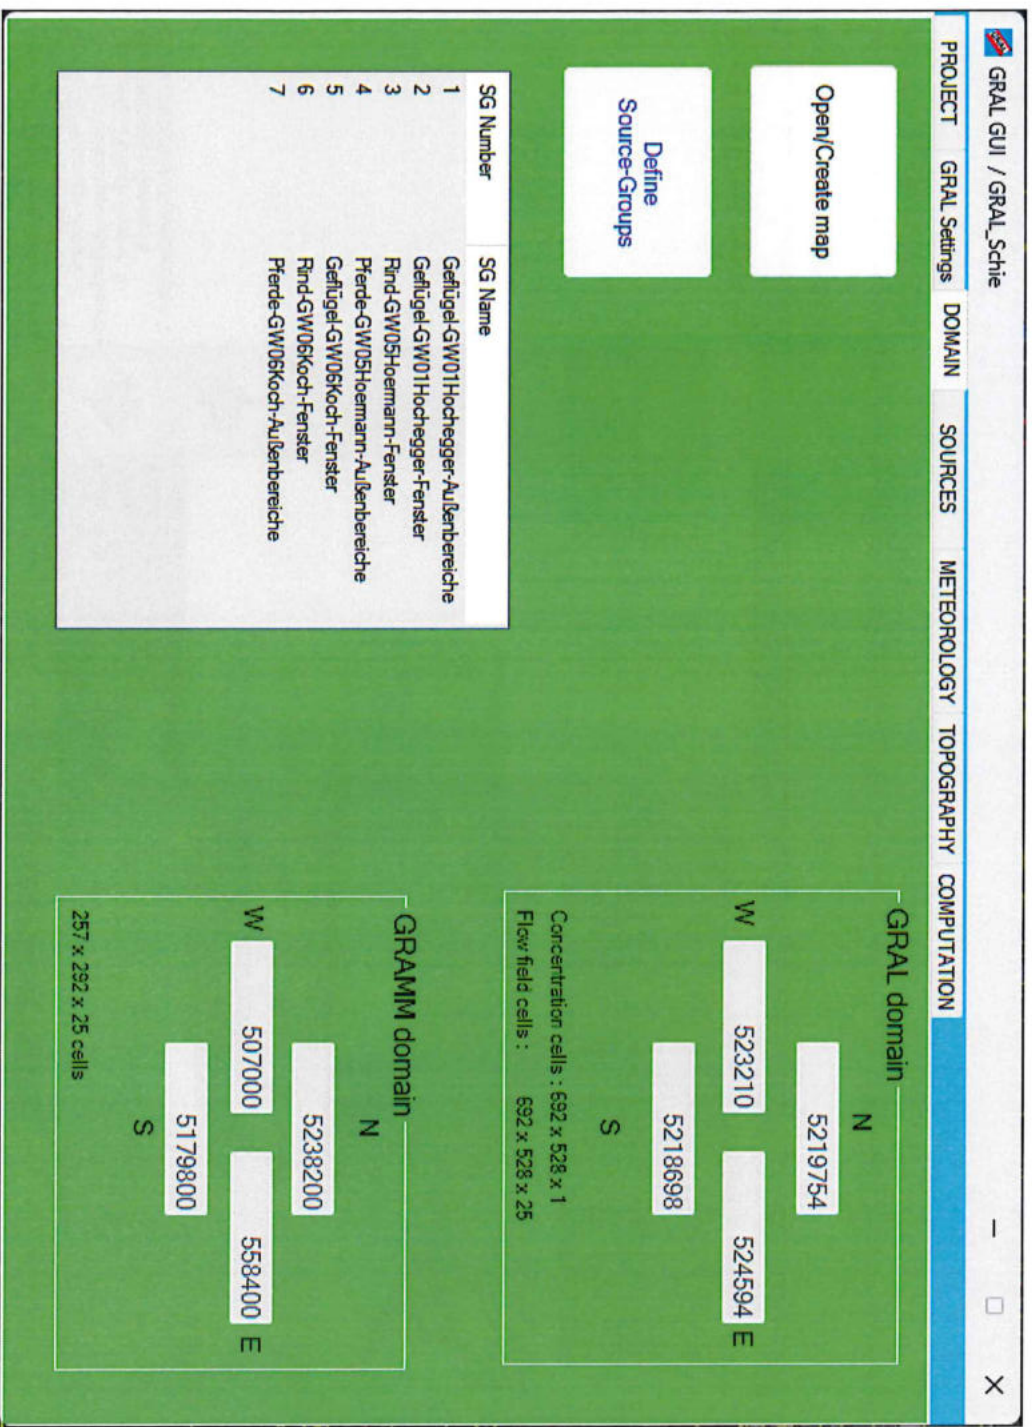 GRAL GUI / GRAL_Schie
PROJECT GRAL Settings DOMAIN SOURCES METEOROLOGY TOPOGRAPHY COMPUTATION
Open/Create map
Define
Source-Groups
SG Number SG Name
1 Geflügel-GW01Hochegger-Außenbereiche
2 Geflügel-GW01Hochegger-Fenster
3 Rind-GW05Hoermann-Fenster
4 Pferde-GW05Hoermann-Außenbereiche
5 Geflügel-GW06Koch-Fenster
6 Rind-GW06Koch-Fenster
7 Pferde-GW06Koch-Außenbereiche
GRAL domain
N
5219754
W 523210 524594 E
5218698
S
Concentration cells : 692 x 528 x 1
Flow field cells : 692 x 528 x 25
GRAMM domain
N
5238200
W 507000 558400 E
5179800
S
257 x 292 x 25 cells